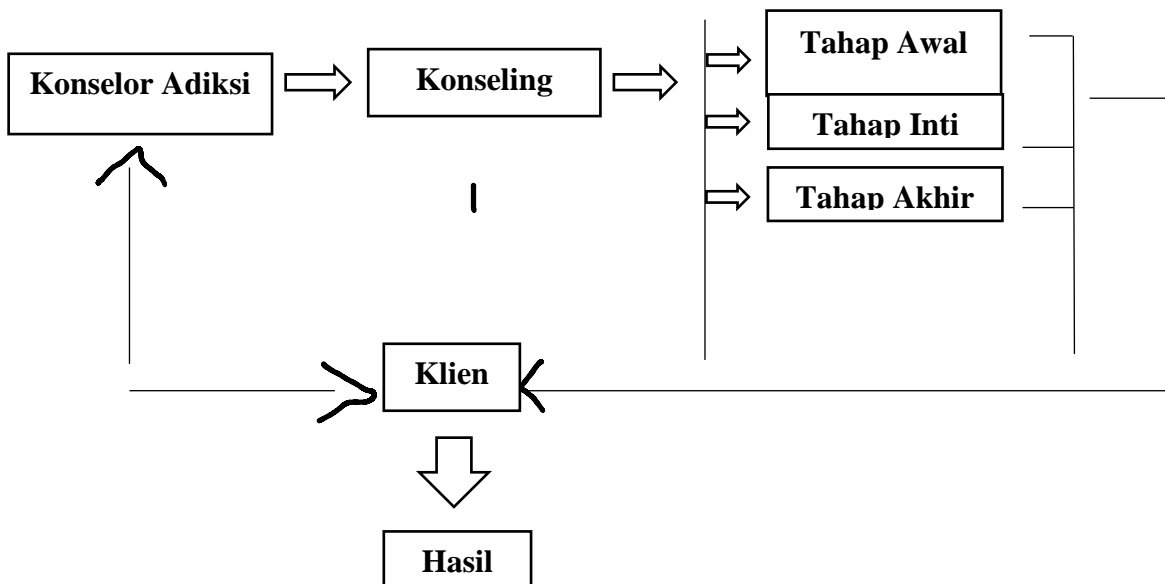 Konselor Adiksi
Konseling
Tahap Awal
Tahap Inti
Tahap Akhir
Klien
Hasil